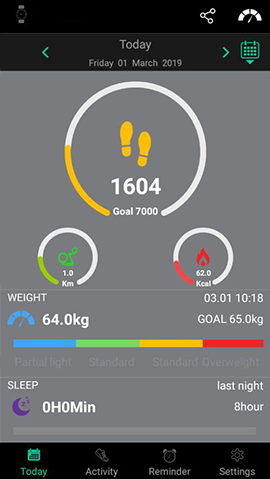 Today
Friday 01 March 2019
1604
Goal 7000
1.0
Km
62.0
Kcal
WEIGHT 03.01 10:18
64.0kg GOAL 65.0kg
Partial light Standard Standard Overweight
SLEEP last night
0H0Min 8hour
Today Activity Reminder Settings